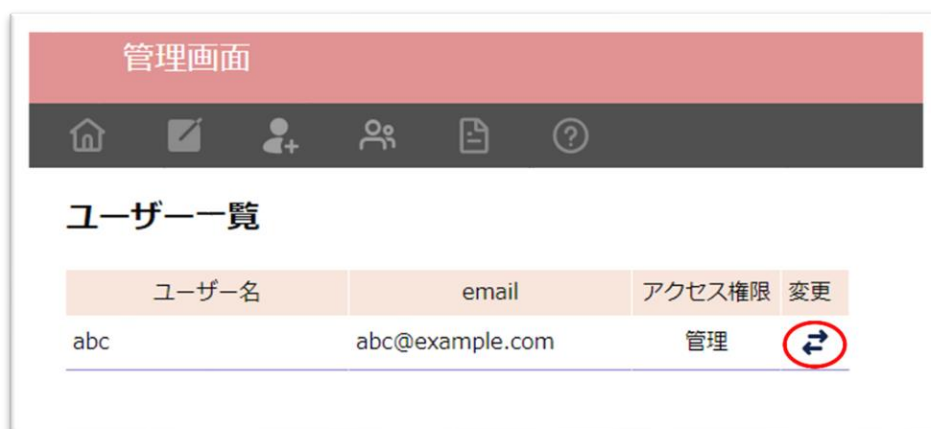 管理画面
ユーザー一覧
ユーザー名 email アクセス権限 変更
abc abc@example.com 管理